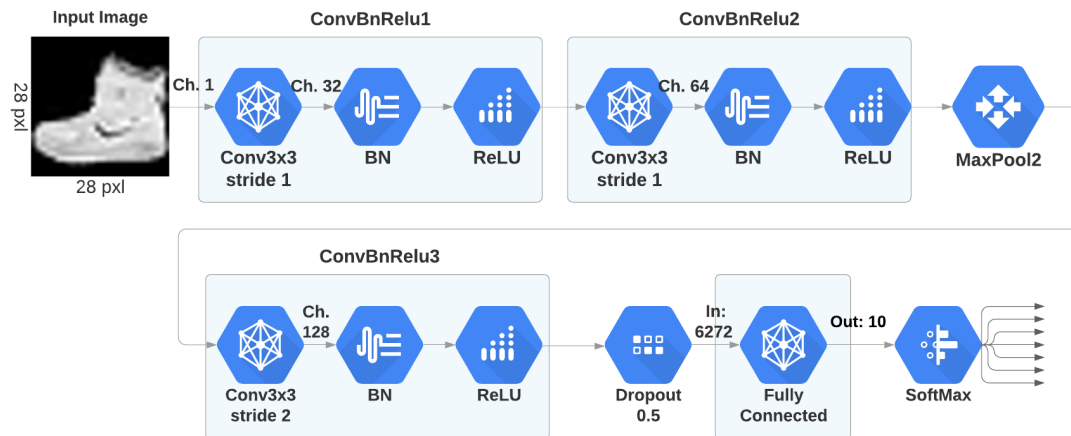 Input Image
ConvBnRelu1
ConvBnRelu2
28 pxl
28 pxl
Ch. 1
Conv3x3
stride 1
Ch. 32
BN
ReLU
Conv3x3
stride 1
Ch. 64
BN
ReLU
MaxPool2
ConvBnRelu3
Conv3x3
stride 2
Ch.
128
BN
ReLU
Dropout
0.5
In:
6272
Fully
Connected
Out: 10
SoftMax